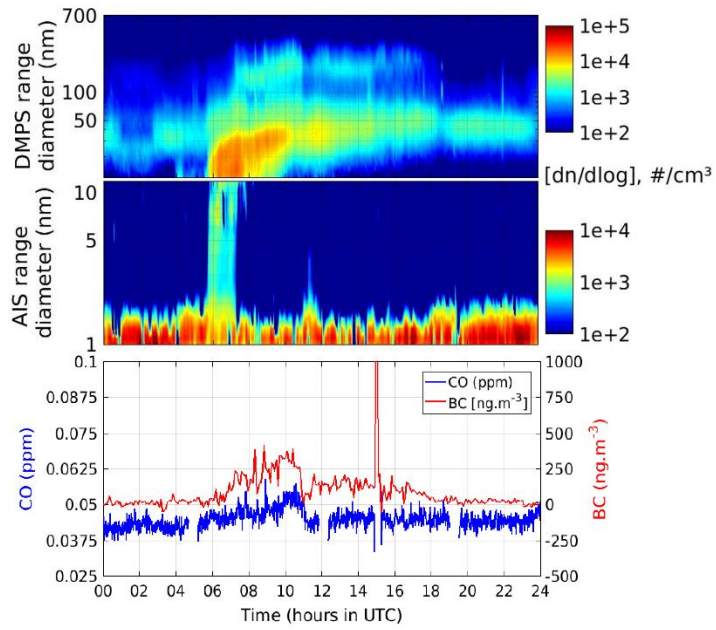 700
100
50
DMPS range
diameter (nm)
1e+5
1e+4
1e+3
1e+2
[dn/dlog], #/cm³
10
5
1
AIS range
diameter (nm)
1e+4
1e+3
1e+2
0.1
0.0875
0.075
0.0625
0.05
0.0375
0.025
CO (ppm)
CO (ppm)
BC [ng.m⁻³]
1000
750
500
250
0
-250
-500
BC (ng.m⁻³)
00 02 04 06 08 10 12 14 16 18 20 22 24
Time (hours in UTC)